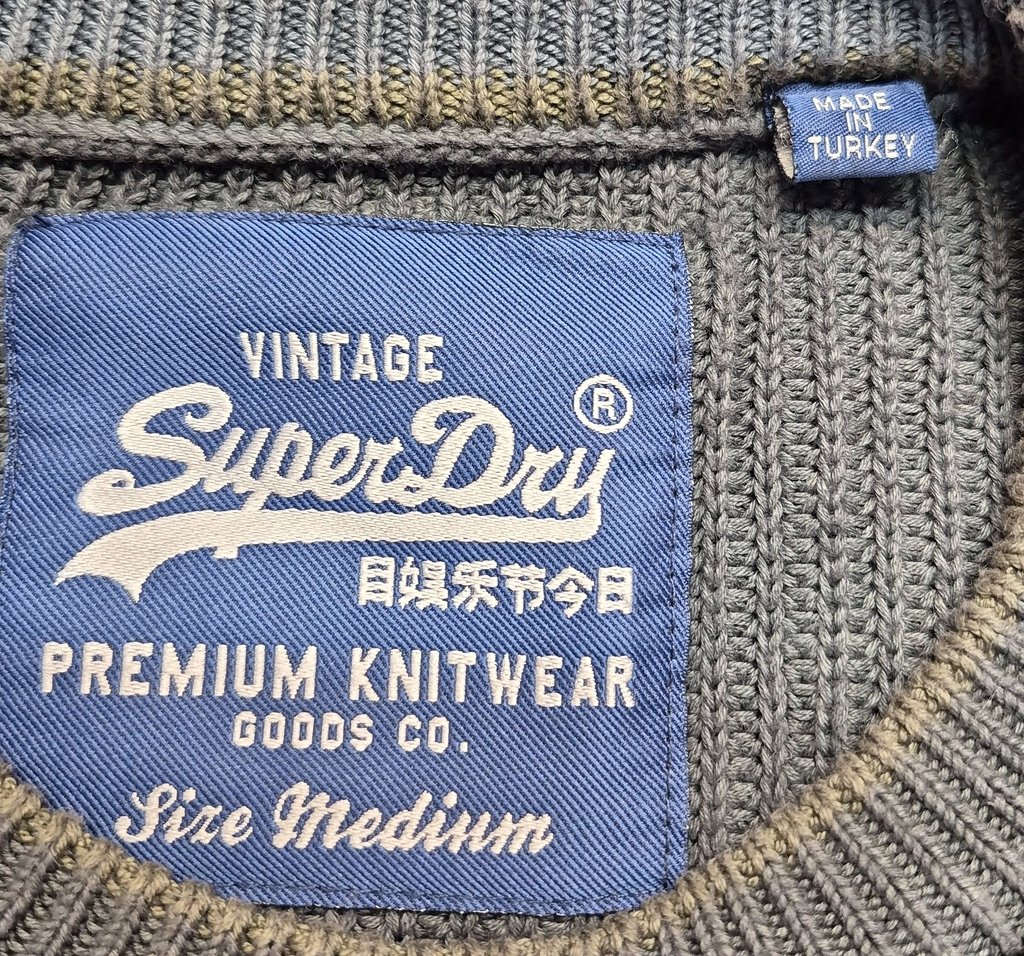 MADE
IN
TURKEY
VINTAGE
SuperDry ®
目娱乐节今日
PREMIUM KNITWEAR
GOODS CO.
Size Medium